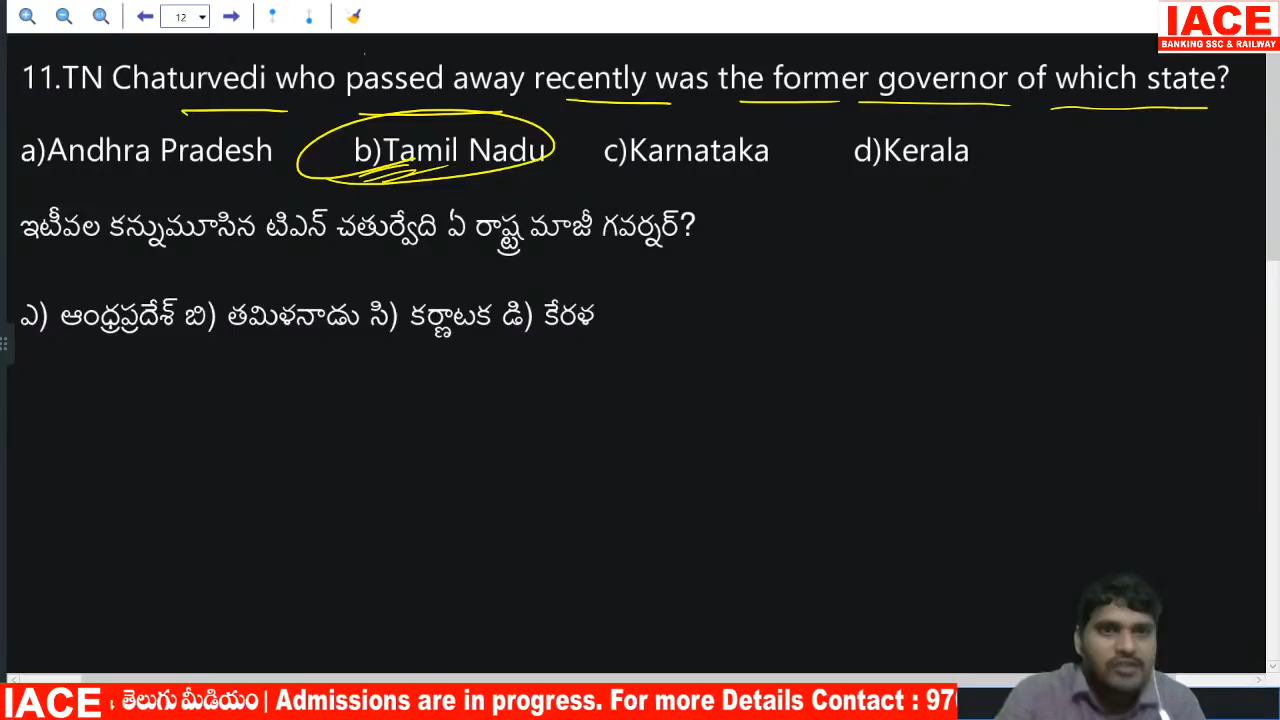 12
IACE
BANKING SSC & RAILWAY
11.TN Chaturvedi who passed away recently was the former governor of which state?
a)Andhra Pradesh b)Tamil Nadu c)Karnataka d)Kerala
ఇటీవల కన్నుమూసిన టిఎన్ చతుర్వేది ఏ రాష్ట్ర మాజీ గవర్నర్?
ఎ) ఆంధ్రప్రదేశ్ బి) తమిళనాడు సి) కర్ణాటక డి) కేరళ
IACE తెలుగు మీడియం | Admissions are in progress. For more Details Contact : 97